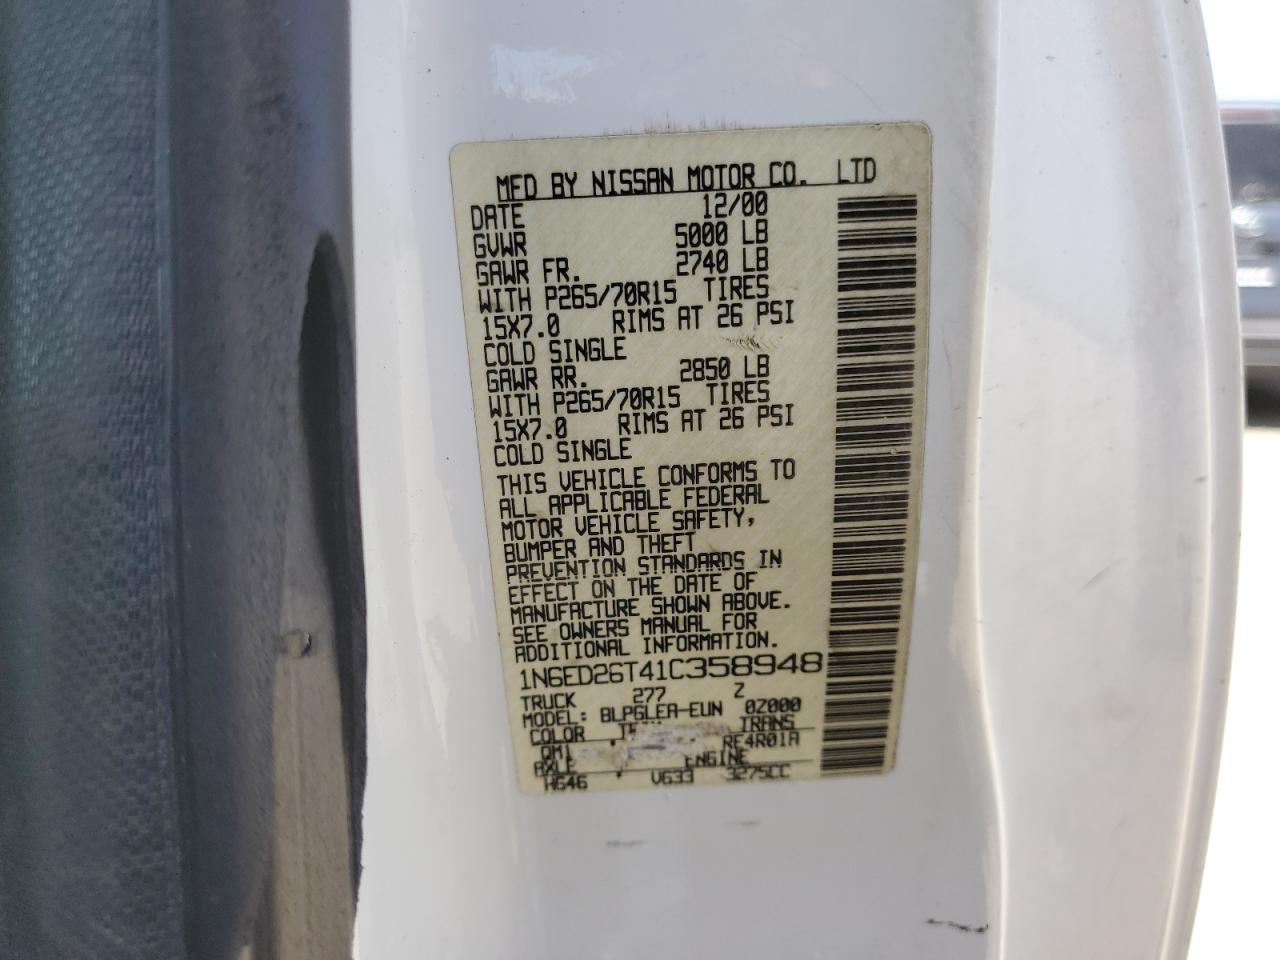 MFD BY NISSAN MOTOR CO. LTD
DATE 12/00
GVWR 5000 LB
GAWR FR. 2740 LB
WITH P265/70R15 TIRES
15X7.0 RIMS AT 26 PSI
COLD SINGLE
GAWR RR. 2850 LB
WITH P265/70R15 TIRES
15X7.0 RIMS AT 26 PSI
COLD SINGLE
THIS VEHICLE CONFORMS TO
ALL APPLICABLE FEDERAL
MOTOR VEHICLE SAFETY,
BUMPER AND THEFT
PREVENTION STANDARDS IN
EFFECT ON THE DATE OF
MANUFACTURE SHOWN ABOVE.
SEE OWNERS MANUAL FOR
ADDITIONAL INFORMATION.
1N6ED26T41C358948
TRUCK 277 Z
MODEL: BLPGLEA-EUN 0Z000
COLOR TRANS
QM1 RE4R01A
AXLE ENGINE
HG46 VG33 3275CC